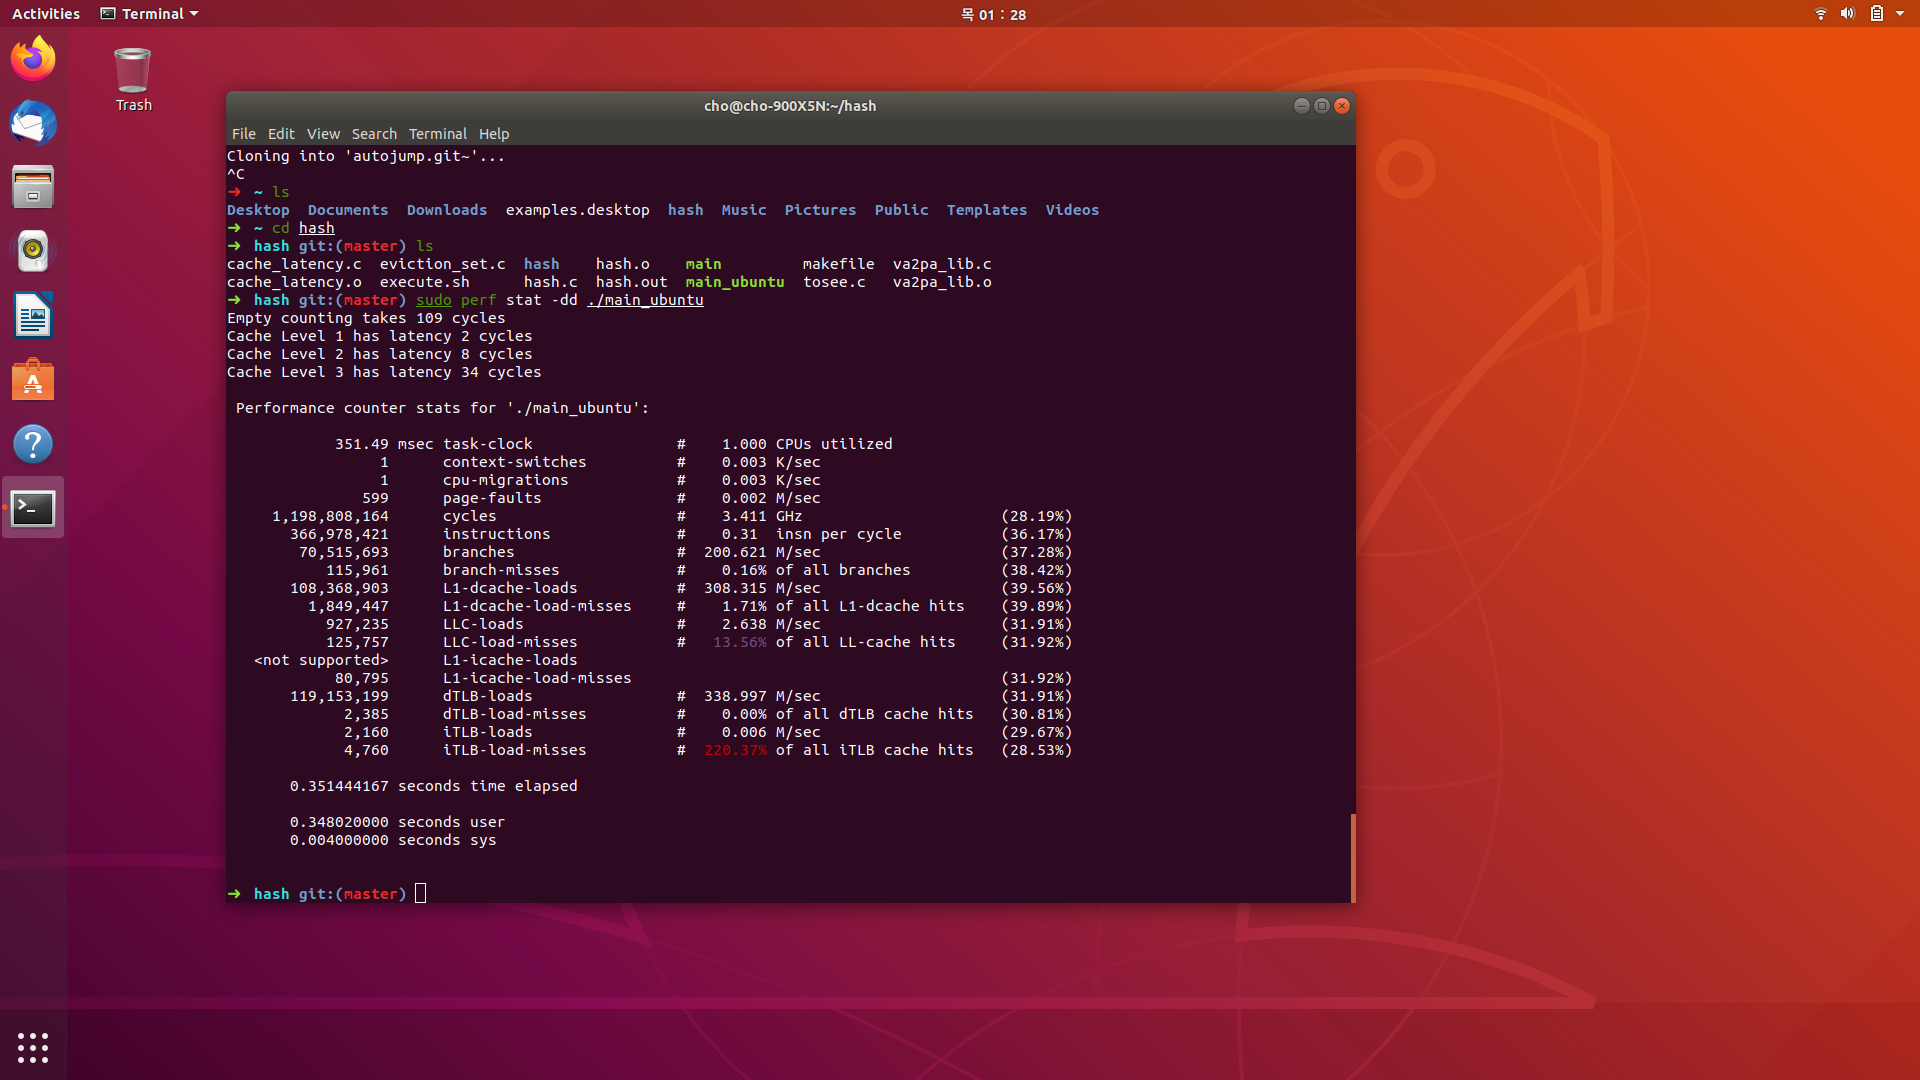 Activities Terminal 목 01 : 28
Trash
cho@cho-900X5N:~/hash
File Edit View Search Terminal Help
Cloning into 'autojump.git~'...
^C
➜ ~ ls
Desktop Documents Downloads examples.desktop hash Music Pictures Public Templates Videos
➜ ~ cd hash
➜ hash git:(master) ls
cache_latency.c eviction_set.c hash hash.o main makefile va2pa_lib.c
cache_latency.o execute.sh hash.c hash.out main_ubuntu tosee.c va2pa_lib.o
➜ hash git:(master) sudo perf stat -dd ./main_ubuntu
Empty counting takes 109 cycles
Cache Level 1 has latency 2 cycles
Cache Level 2 has latency 8 cycles
Cache Level 3 has latency 34 cycles
Performance counter stats for './main_ubuntu':
351.49 msec task-clock # 1.000 CPUs utilized
1 context-switches # 0.003 K/sec
1 cpu-migrations # 0.003 K/sec
599 page-faults # 0.002 M/sec
1,198,808,164 cycles # 3.411 GHz (28.19%)
366,978,421 instructions # 0.31 insn per cycle (36.17%)
70,515,693 branches # 200.621 M/sec (37.28%)
115,961 branch-misses # 0.16% of all branches (38.42%)
108,368,903 L1-dcache-loads # 308.315 M/sec (39.56%)
1,849,447 L1-dcache-load-misses # 1.71% of all L1-dcache hits (39.89%)
927,235 LLC-loads # 2.638 M/sec (31.91%)
125,757 LLC-load-misses # 13.56% of all LL-cache hits (31.92%)
<not supported> L1-icache-loads
80,795 L1-icache-load-misses (31.92%)
119,153,199 dTLB-loads # 338.997 M/sec (31.91%)
2,385 dTLB-load-misses # 0.00% of all dTLB cache hits (30.81%)
2,160 iTLB-loads # 0.006 M/sec (29.67%)
4,760 iTLB-load-misses # 220.37% of all iTLB cache hits (28.53%)
0.351444167 seconds time elapsed
0.348020000 seconds user
0.004000000 seconds sys
➜ hash git:(master)